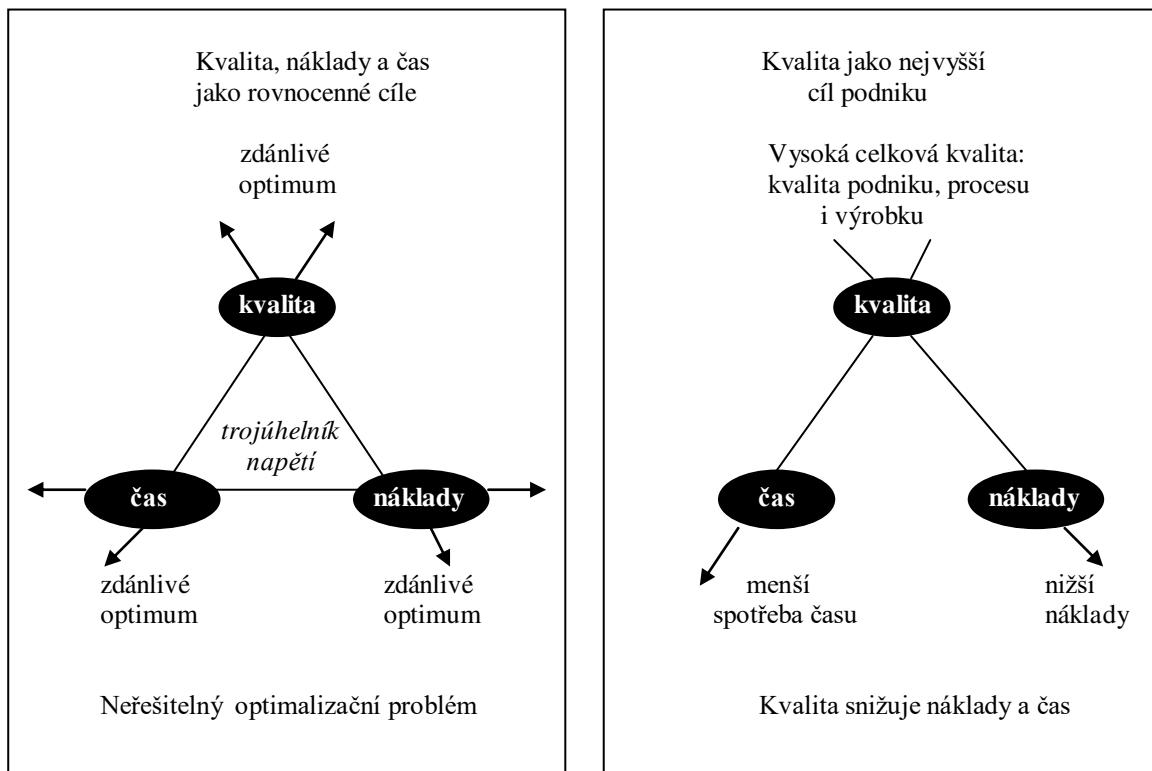 Kvalita, náklady a čas
jako rovnocenné cíle
zdánlivé
optimum
kvalita
trojúhelník
napětí
čas
náklady
zdánlivé
optimum
zdánlivé
optimum
Neřešitelný optimalizační problém
Kvalita jako nejvyšší
cíl podniku
Vysoká celková kvalita:
kvalita podniku, procesu
i výrobku
kvalita
čas
náklady
menší
spotřeba času
nižší
náklady
Kvalita snižuje náklady a čas